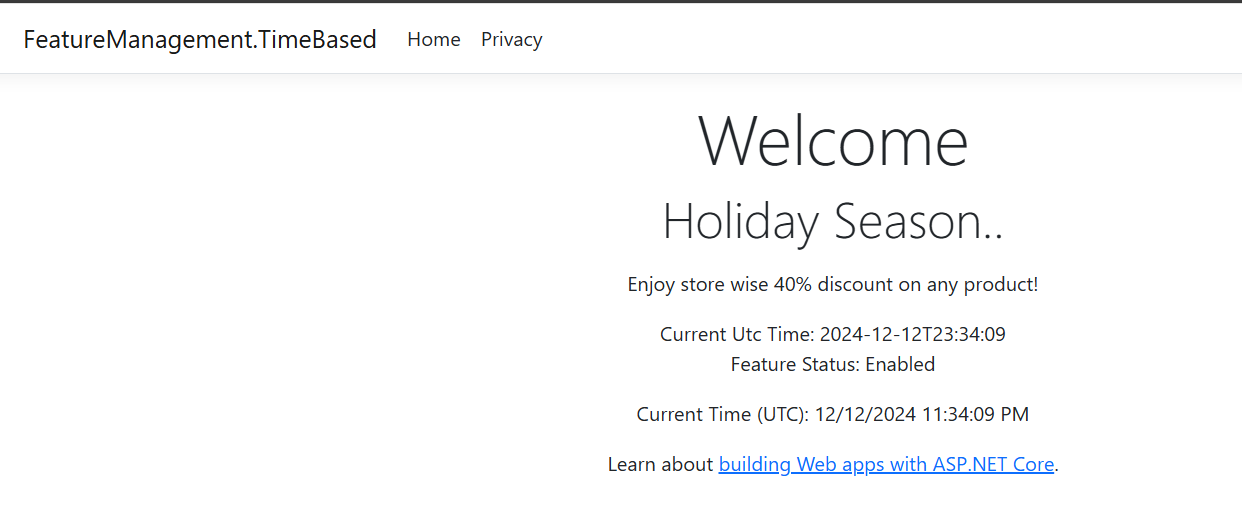 FeatureManagement.TimeBased Home Privacy
Welcome
Holiday Season..
Enjoy store wise 40% discount on any product!
Current Utc Time: 2024-12-12T23:34:09
Feature Status: Enabled
Current Time (UTC): 12/12/2024 11:34:09 PM
Learn about building Web apps with ASP.NET Core.